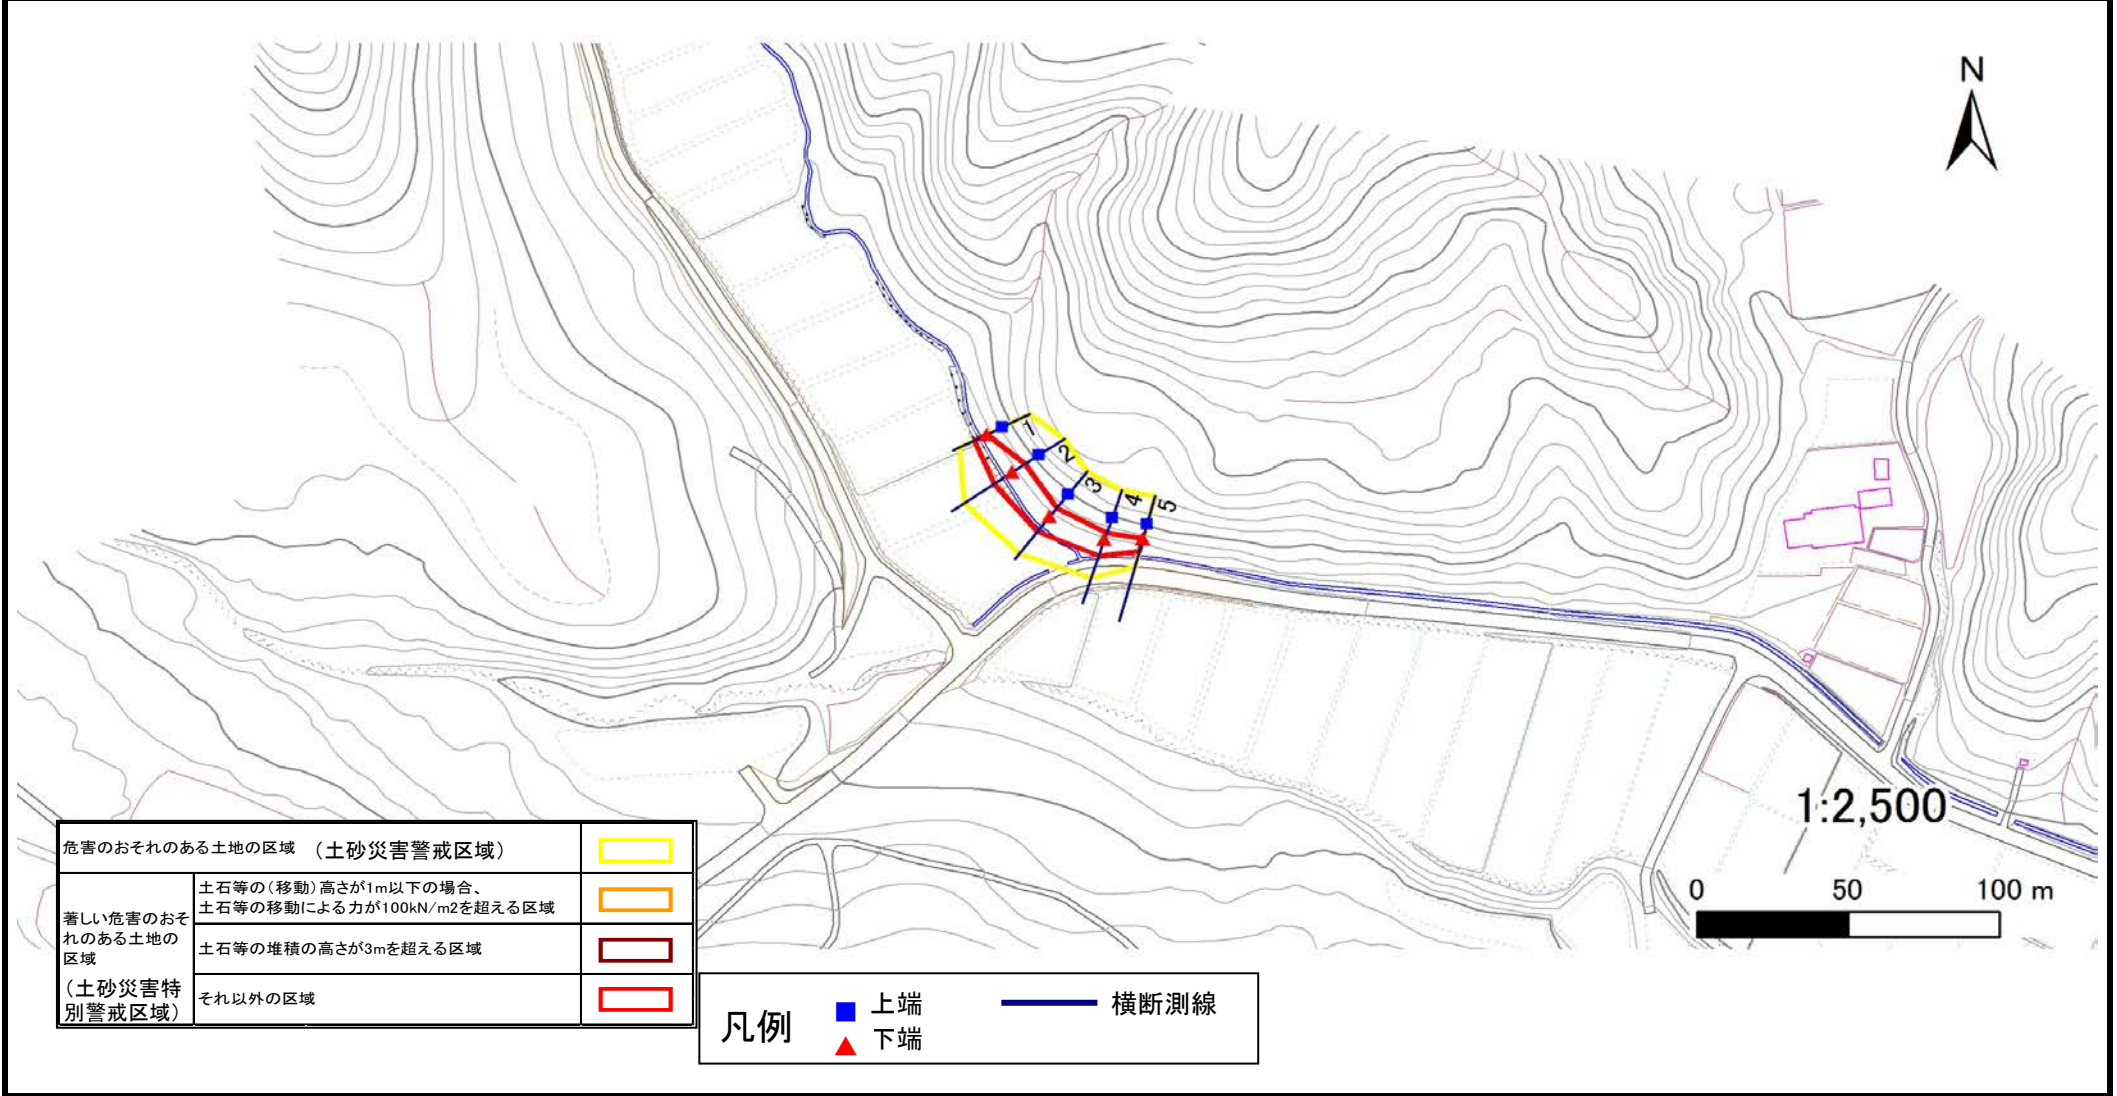 N
1
2
3
4
5
1:2,500
0 50 100 m
危害のおそれのある土地の区域 (土砂災害警戒区域)
著しい危害のおそ
れのある土地の
区域
(土砂災害特
別警戒区域)
土石等の(移動)高さが1m以下の場合、
土石等の移動による力が100kN/m2を超える区域
土石等の堆積の高さが3mを超える区域
それ以外の区域
凡例
上端
下端
横断測線